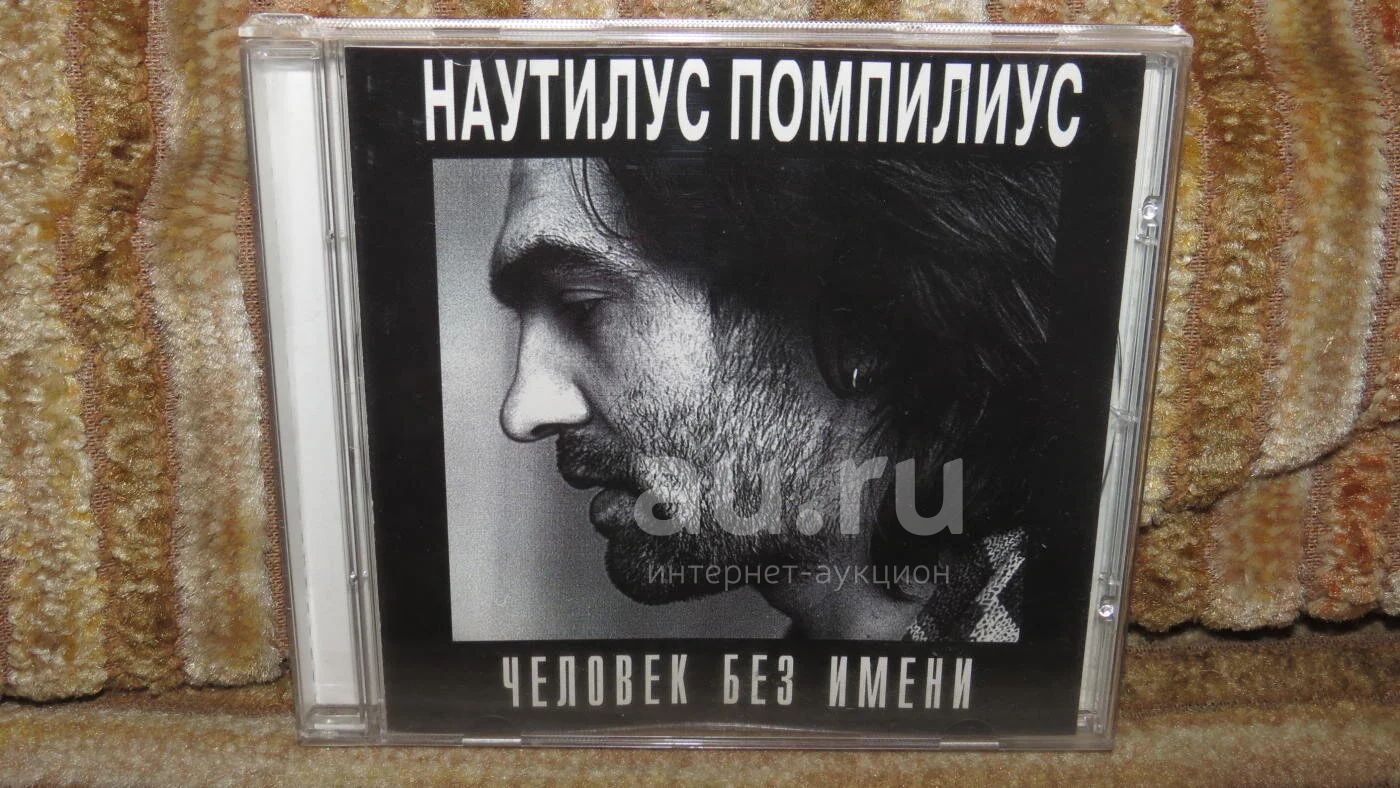 НАУТИЛУС ПОМПИЛИУС
au.ru
интернет-аукцион
ЧЕЛОВЕК БЕЗ ИМЕНИ